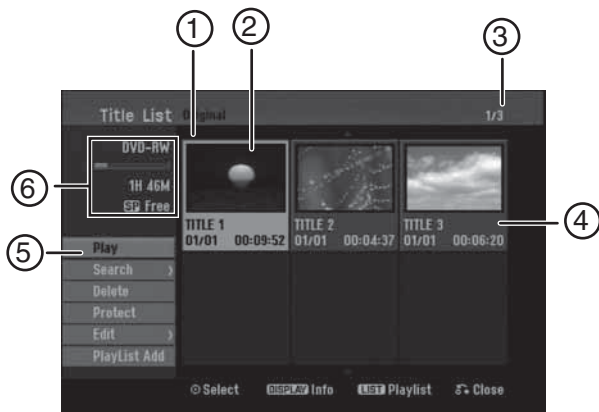 ① ② ③
Title List Original 1/3
DVD-RW
1H 46M
SP Free
⑥
TITLE 1
01/01 00:09:52
TITLE 2
01/01 00:04:37
TITLE 3
01/01 00:06:20
④
⑤
Play
Search ›
Delete
Protect
Edit ›
PlayList Add
⊙ Select DISPLAY Info LIST Playlist Close